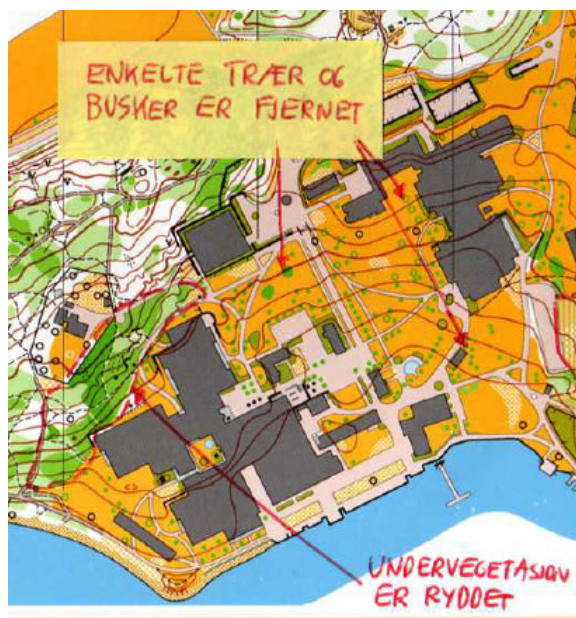 ENKELTE TRÆR OG
BUSKER ER FJERNET
UNDERVEGETASJON
ER RYDDET